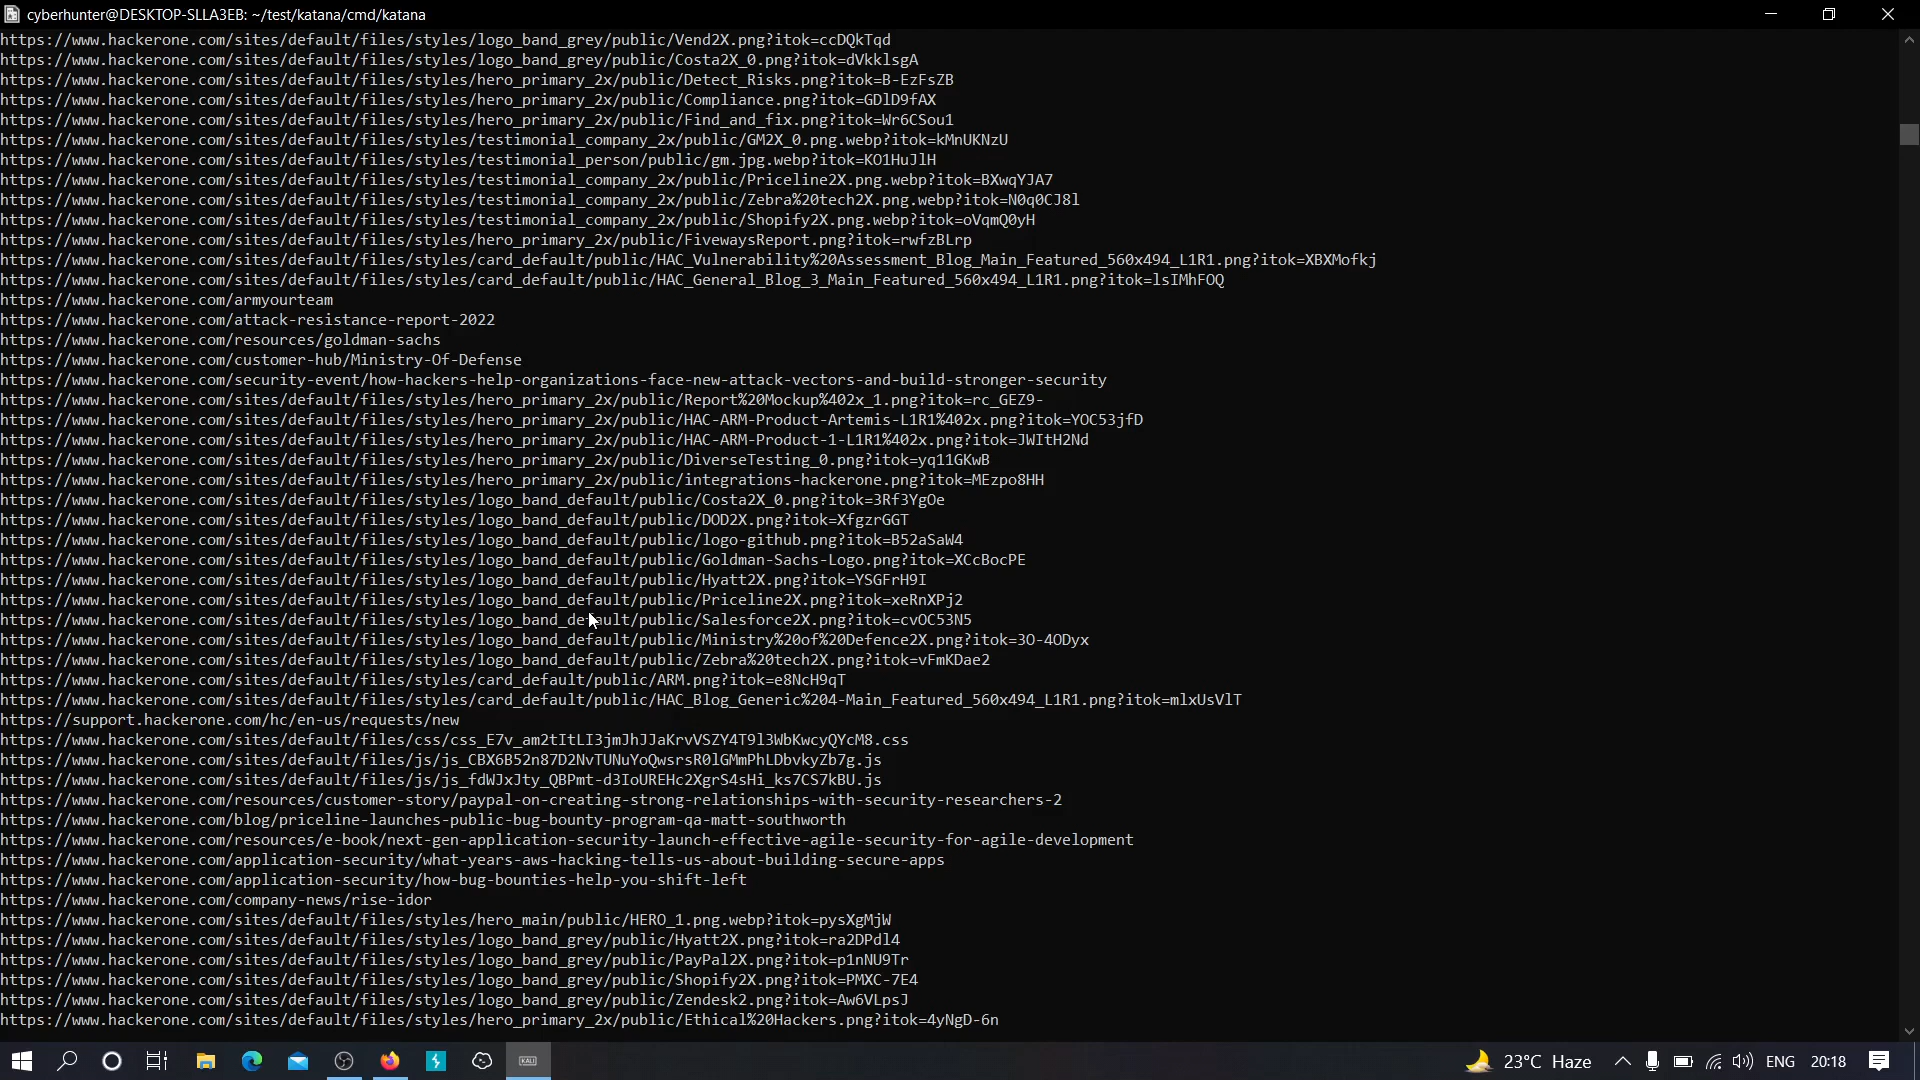 cyberhunter@DESKTOP-SLLA3EB: ~/test/katana/cmd/katana
https://www.hackerone.com/sites/default/files/styles/logo_band_grey/public/Vend2X.png?itok=ccDQkTqd
https://www.hackerone.com/sites/default/files/styles/logo_band_grey/public/Costa2X_0.png?itok=dVkklsgA
https://www.hackerone.com/sites/default/files/styles/hero_primary_2x/public/Detect_Risks.png?itok=B-EzFsZB
https://www.hackerone.com/sites/default/files/styles/hero_primary_2x/public/Compliance.png?itok=GDlD9fAX
https://www.hackerone.com/sites/default/files/styles/hero_primary_2x/public/Find_and_fix.png?itok=Wr6CSou1
https://www.hackerone.com/sites/default/files/styles/testimonial_company_2x/public/GM2X_0.png.webp?itok=kMnUKNzU
https://www.hackerone.com/sites/default/files/styles/testimonial_person/public/gm.jpg.webp?itok=KO1HuJlH
https://www.hackerone.com/sites/default/files/styles/testimonial_company_2x/public/Priceline2X.png.webp?itok=BXwqYJA7
https://www.hackerone.com/sites/default/files/styles/testimonial_company_2x/public/Zebra%20tech2X.png.webp?itok=N0q0CJ8l
https://www.hackerone.com/sites/default/files/styles/testimonial_company_2x/public/Shopify2X.png.webp?itok=oVqmQ0yH
https://www.hackerone.com/sites/default/files/styles/hero_primary_2x/public/FivewaysReport.png?itok=rwfzBLrp
https://www.hackerone.com/sites/default/files/styles/card_default/public/HAC_Vulnerability%20Assessment_Blog_Main_Featured_560x494_L1R1.png?itok=XBXMofkj
https://www.hackerone.com/sites/default/files/styles/card_default/public/HAC_General_Blog_3_Main_Featured_560x494_L1R1.png?itok=lsIMhFOQ
https://www.hackerone.com/armyourteam
https://www.hackerone.com/attack-resistance-report-2022
https://www.hackerone.com/resources/goldman-sachs
https://www.hackerone.com/customer-hub/Ministry-Of-Defense
https://www.hackerone.com/security-event/how-hackers-help-organizations-face-new-attack-vectors-and-build-stronger-security
https://www.hackerone.com/sites/default/files/styles/hero_primary_2x/public/Report%20Mockup%402x_1.png?itok=rc_GEZ9-
https://www.hackerone.com/sites/default/files/styles/hero_primary_2x/public/HAC-ARM-Product-Artemis-L1R1%402x.png?itok=YOC53jfD
https://www.hackerone.com/sites/default/files/styles/hero_primary_2x/public/HAC-ARM-Product-1-L1R1%402x.png?itok=JWItH2Nd
https://www.hackerone.com/sites/default/files/styles/hero_primary_2x/public/DiverseTesting_0.png?itok=yq11GKwB
https://www.hackerone.com/sites/default/files/styles/hero_primary_2x/public/integrations-hackerone.png?itok=MEzpo8HH
https://www.hackerone.com/sites/default/files/styles/logo_band_default/public/Costa2X_0.png?itok=3Rf3YgOe
https://www.hackerone.com/sites/default/files/styles/logo_band_default/public/DOD2X.png?itok=XfgzrGGT
https://www.hackerone.com/sites/default/files/styles/logo_band_default/public/logo-github.png?itok=B52aSaW4
https://www.hackerone.com/sites/default/files/styles/logo_band_default/public/Goldman-Sachs-Logo.png?itok=XCcBocPE
https://www.hackerone.com/sites/default/files/styles/logo_band_default/public/Hyatt2X.png?itok=YSGFrH9I
https://www.hackerone.com/sites/default/files/styles/logo_band_default/public/Priceline2X.png?itok=xeRnXPj2
https://www.hackerone.com/sites/default/files/styles/logo_band_default/public/Salesforce2X.png?itok=cvOC53N5
https://www.hackerone.com/sites/default/files/styles/logo_band_default/public/Ministry%20of%20Defence2X.png?itok=3O-4ODyx
https://www.hackerone.com/sites/default/files/styles/logo_band_default/public/Zebra%20tech2X.png?itok=vFmKDae2
https://www.hackerone.com/sites/default/files/styles/card_default/public/ARM.png?itok=e8NcH9qT
https://www.hackerone.com/sites/default/files/styles/card_default/public/HAC_Blog_Generic%204-Main_Featured_560x494_L1R1.png?itok=mlxUsVlT
https://support.hackerone.com/hc/en-us/requests/new
https://www.hackerone.com/sites/default/files/css/css_E7v_am2tItLI3jmJhJJaKrvVSZY4T9l3WbKwcyQYcM8.css
https://www.hackerone.com/sites/default/files/js/js_CBX6B52n87D2NvTUNuYoQwsrsR0lGMmPhLDbvkyZb7g.js
https://www.hackerone.com/sites/default/files/js/js_fdWJxJty_QBPmt-d3IoUREHc2XgrS4sHi_ks7CS7kBU.js
https://www.hackerone.com/resources/customer-story/paypal-on-creating-strong-relationships-with-security-researchers-2
https://www.hackerone.com/blog/priceline-launches-public-bug-bounty-program-qa-matt-southworth
https://www.hackerone.com/resources/e-book/next-gen-application-security-launch-effective-agile-security-for-agile-development
https://www.hackerone.com/application-security/what-years-aws-hacking-tells-us-about-building-secure-apps
https://www.hackerone.com/application-security/how-bug-bounties-help-you-shift-left
https://www.hackerone.com/company-news/rise-idor
https://www.hackerone.com/sites/default/files/styles/hero_main/public/HERO_1.png.webp?itok=pysXgMjW
https://www.hackerone.com/sites/default/files/styles/logo_band_grey/public/Hyatt2X.png?itok=ra2DPdl4
https://www.hackerone.com/sites/default/files/styles/logo_band_grey/public/PayPal2X.png?itok=p1nNU9Tr
https://www.hackerone.com/sites/default/files/styles/logo_band_grey/public/Shopify2X.png?itok=PMXC-7E4
https://www.hackerone.com/sites/default/files/styles/logo_band_grey/public/Zendesk2.png?itok=Aw6VLpsJ
https://www.hackerone.com/sites/default/files/styles/hero_primary_2x/public/Ethical%20Hackers.png?itok=4yNgD-6n
KALI 23°C Haze ENG 20:18